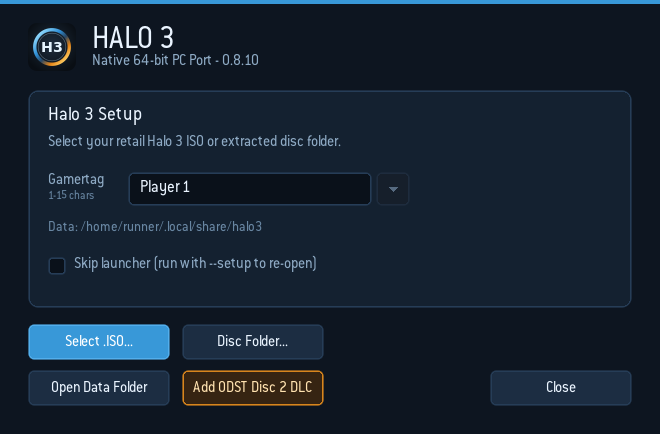 H3
HALO 3
Native 64-bit PC Port - 0.8.10
Halo 3 Setup
Select your retail Halo 3 ISO or extracted disc folder.
Gamertag
1-15 chars
Player 1
Data: /home/runner/.local/share/halo3
Skip launcher (run with --setup to re-open)
Select .ISO...
Disc Folder...
Open Data Folder
Add ODST Disc 2 DLC
Close